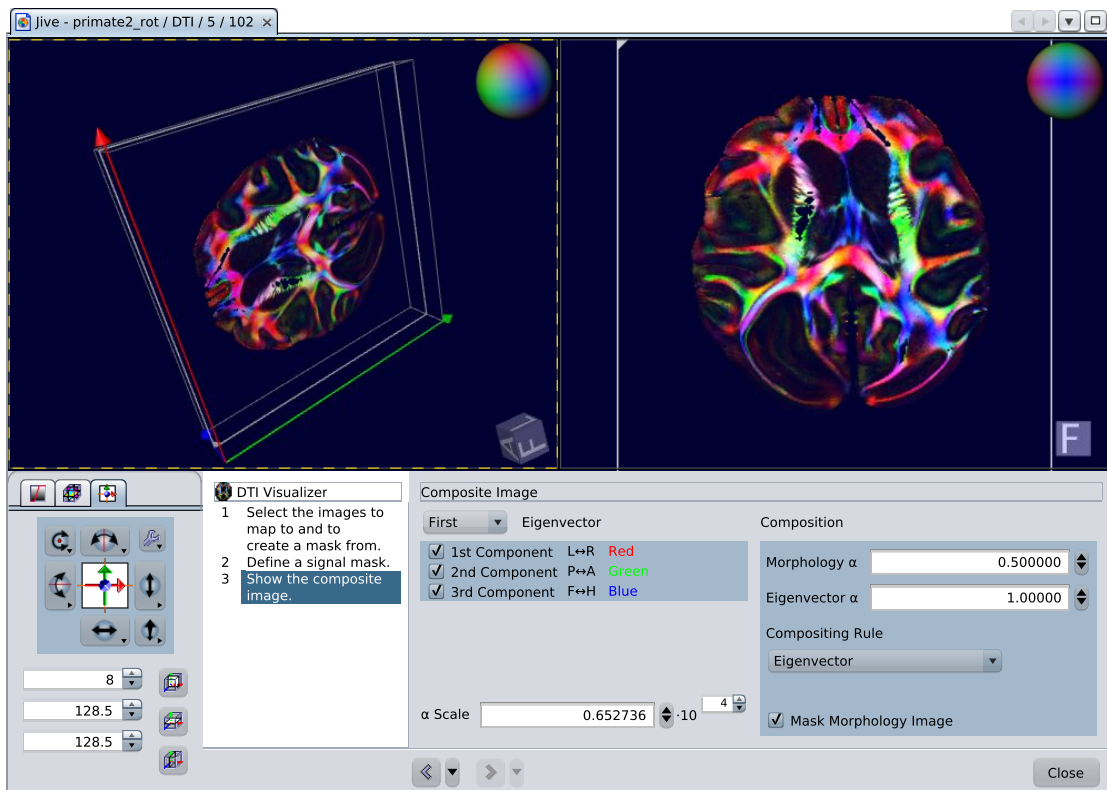 Jive - primate2_rot / DTI / 5 / 102
F
DTI Visualizer
1 Select the images to
map to and to
create a mask from.
2 Define a signal mask.
3 Show the composite
image.
Composite Image
First Eigenvector
1st Component L↔R Red
2nd Component P↔A Green
3rd Component F↔H Blue
α Scale 0.652736 ·10 4
Composition
Morphology α 0.500000
Eigenvector α 1.00000
Compositing Rule
Eigenvector
Mask Morphology Image
8
128.5
128.5
Close